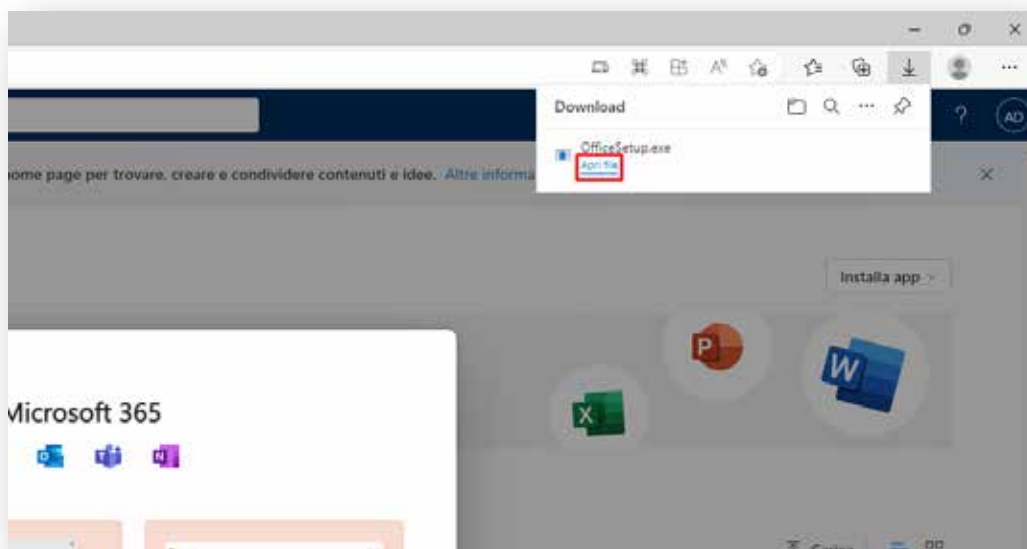 Download
OfficeSetup.exe
Apri file
? AD
home page per trovare. creare e condividere contenuti e idee. Altre informa
Installa app
P
W
X
Microsoft 365